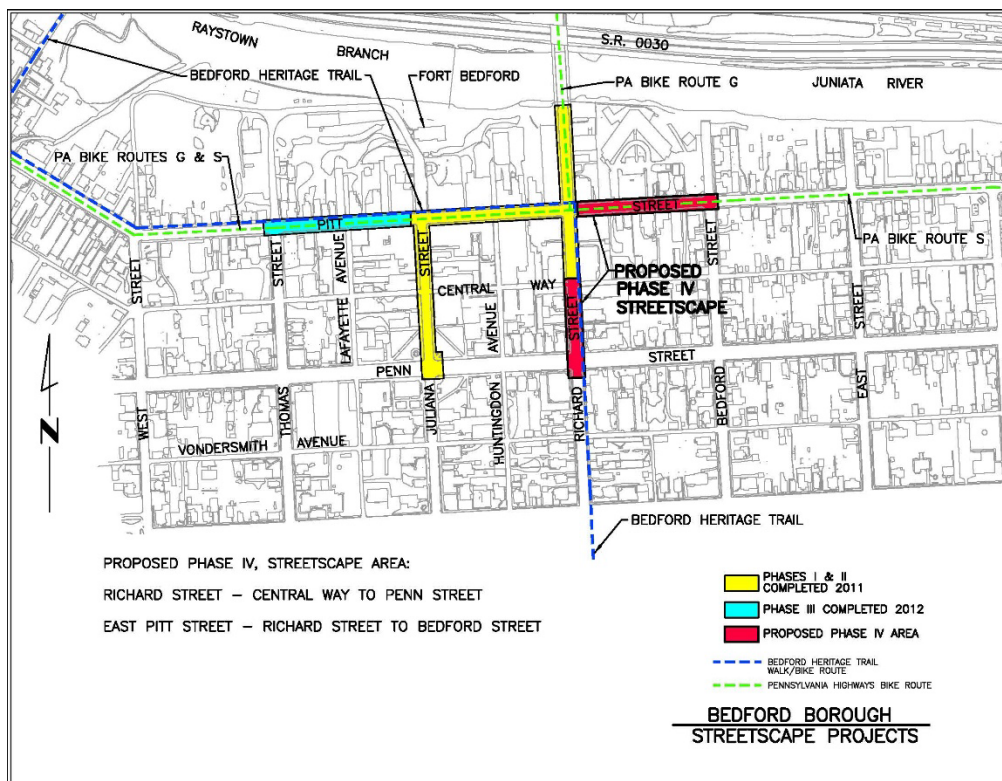 RAYSTOWN
BRANCH
S.R. 0030
BEDFORD HERITAGE TRAIL
FORT BEDFORD
PA BIKE ROUTE G
JUNIATA RIVER
PA BIKE ROUTES G & S
PITT
STREET
PA BIKE ROUTE S
STREET
STREET
AVENUE
LAFAYETTE
STREET
CENTRAL
WAY
AVENUE
STREET
STREET
STREET
PROPOSED
PHASE IV
STREETSCAPE
PENN
STREET
WEST
THOMAS
JULIANA
HUNTINGDON
RICHARD
BEDFORD
EAST
N
VONDERSMITH
AVENUE
BEDFORD HERITAGE TRAIL
PROPOSED PHASE IV, STREETSCAPE AREA:
RICHARD STREET – CENTRAL WAY TO PENN STREET
EAST PITT STREET – RICHARD STREET TO BEDFORD STREET
PHASES I & II
COMPLETED 2011
PHASE III COMPLETED 2012
PROPOSED PHASE IV AREA
BEDFORD HERITAGE TRAIL
WALK/BIKE ROUTE
PENNSYLVANIA HIGHWAYS BIKE ROUTE
BEDFORD BOROUGH
STREETSCAPE PROJECTS